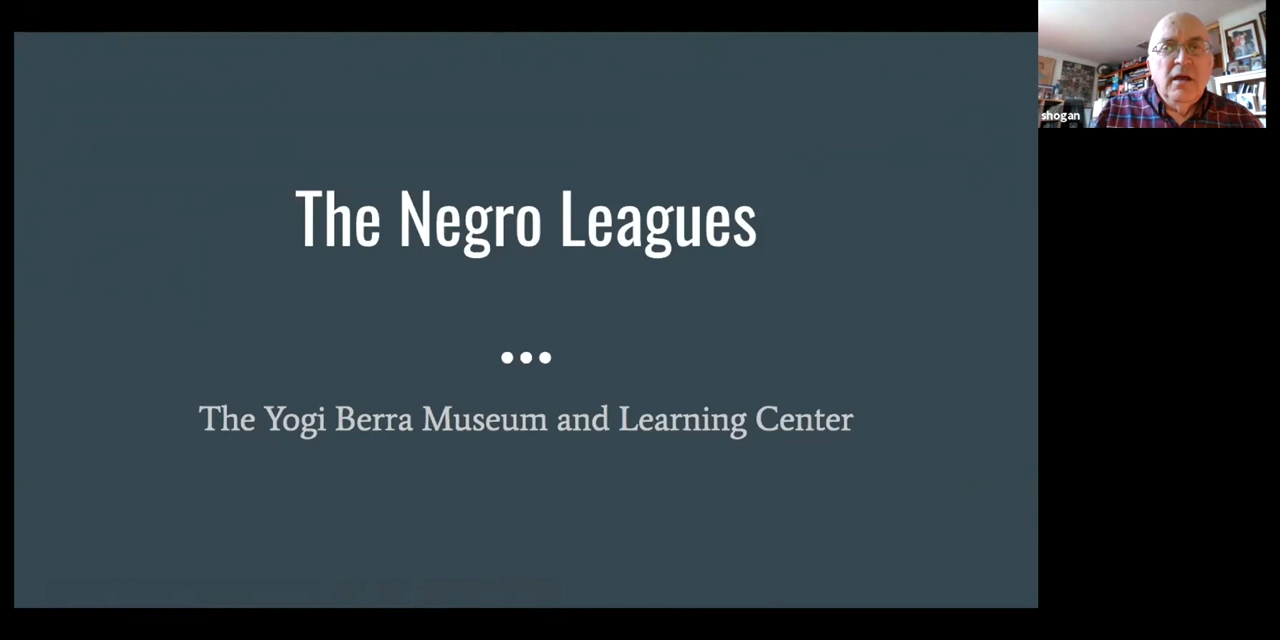 The Negro Leagues
The Yogi Berra Museum and Learning Center
shogan